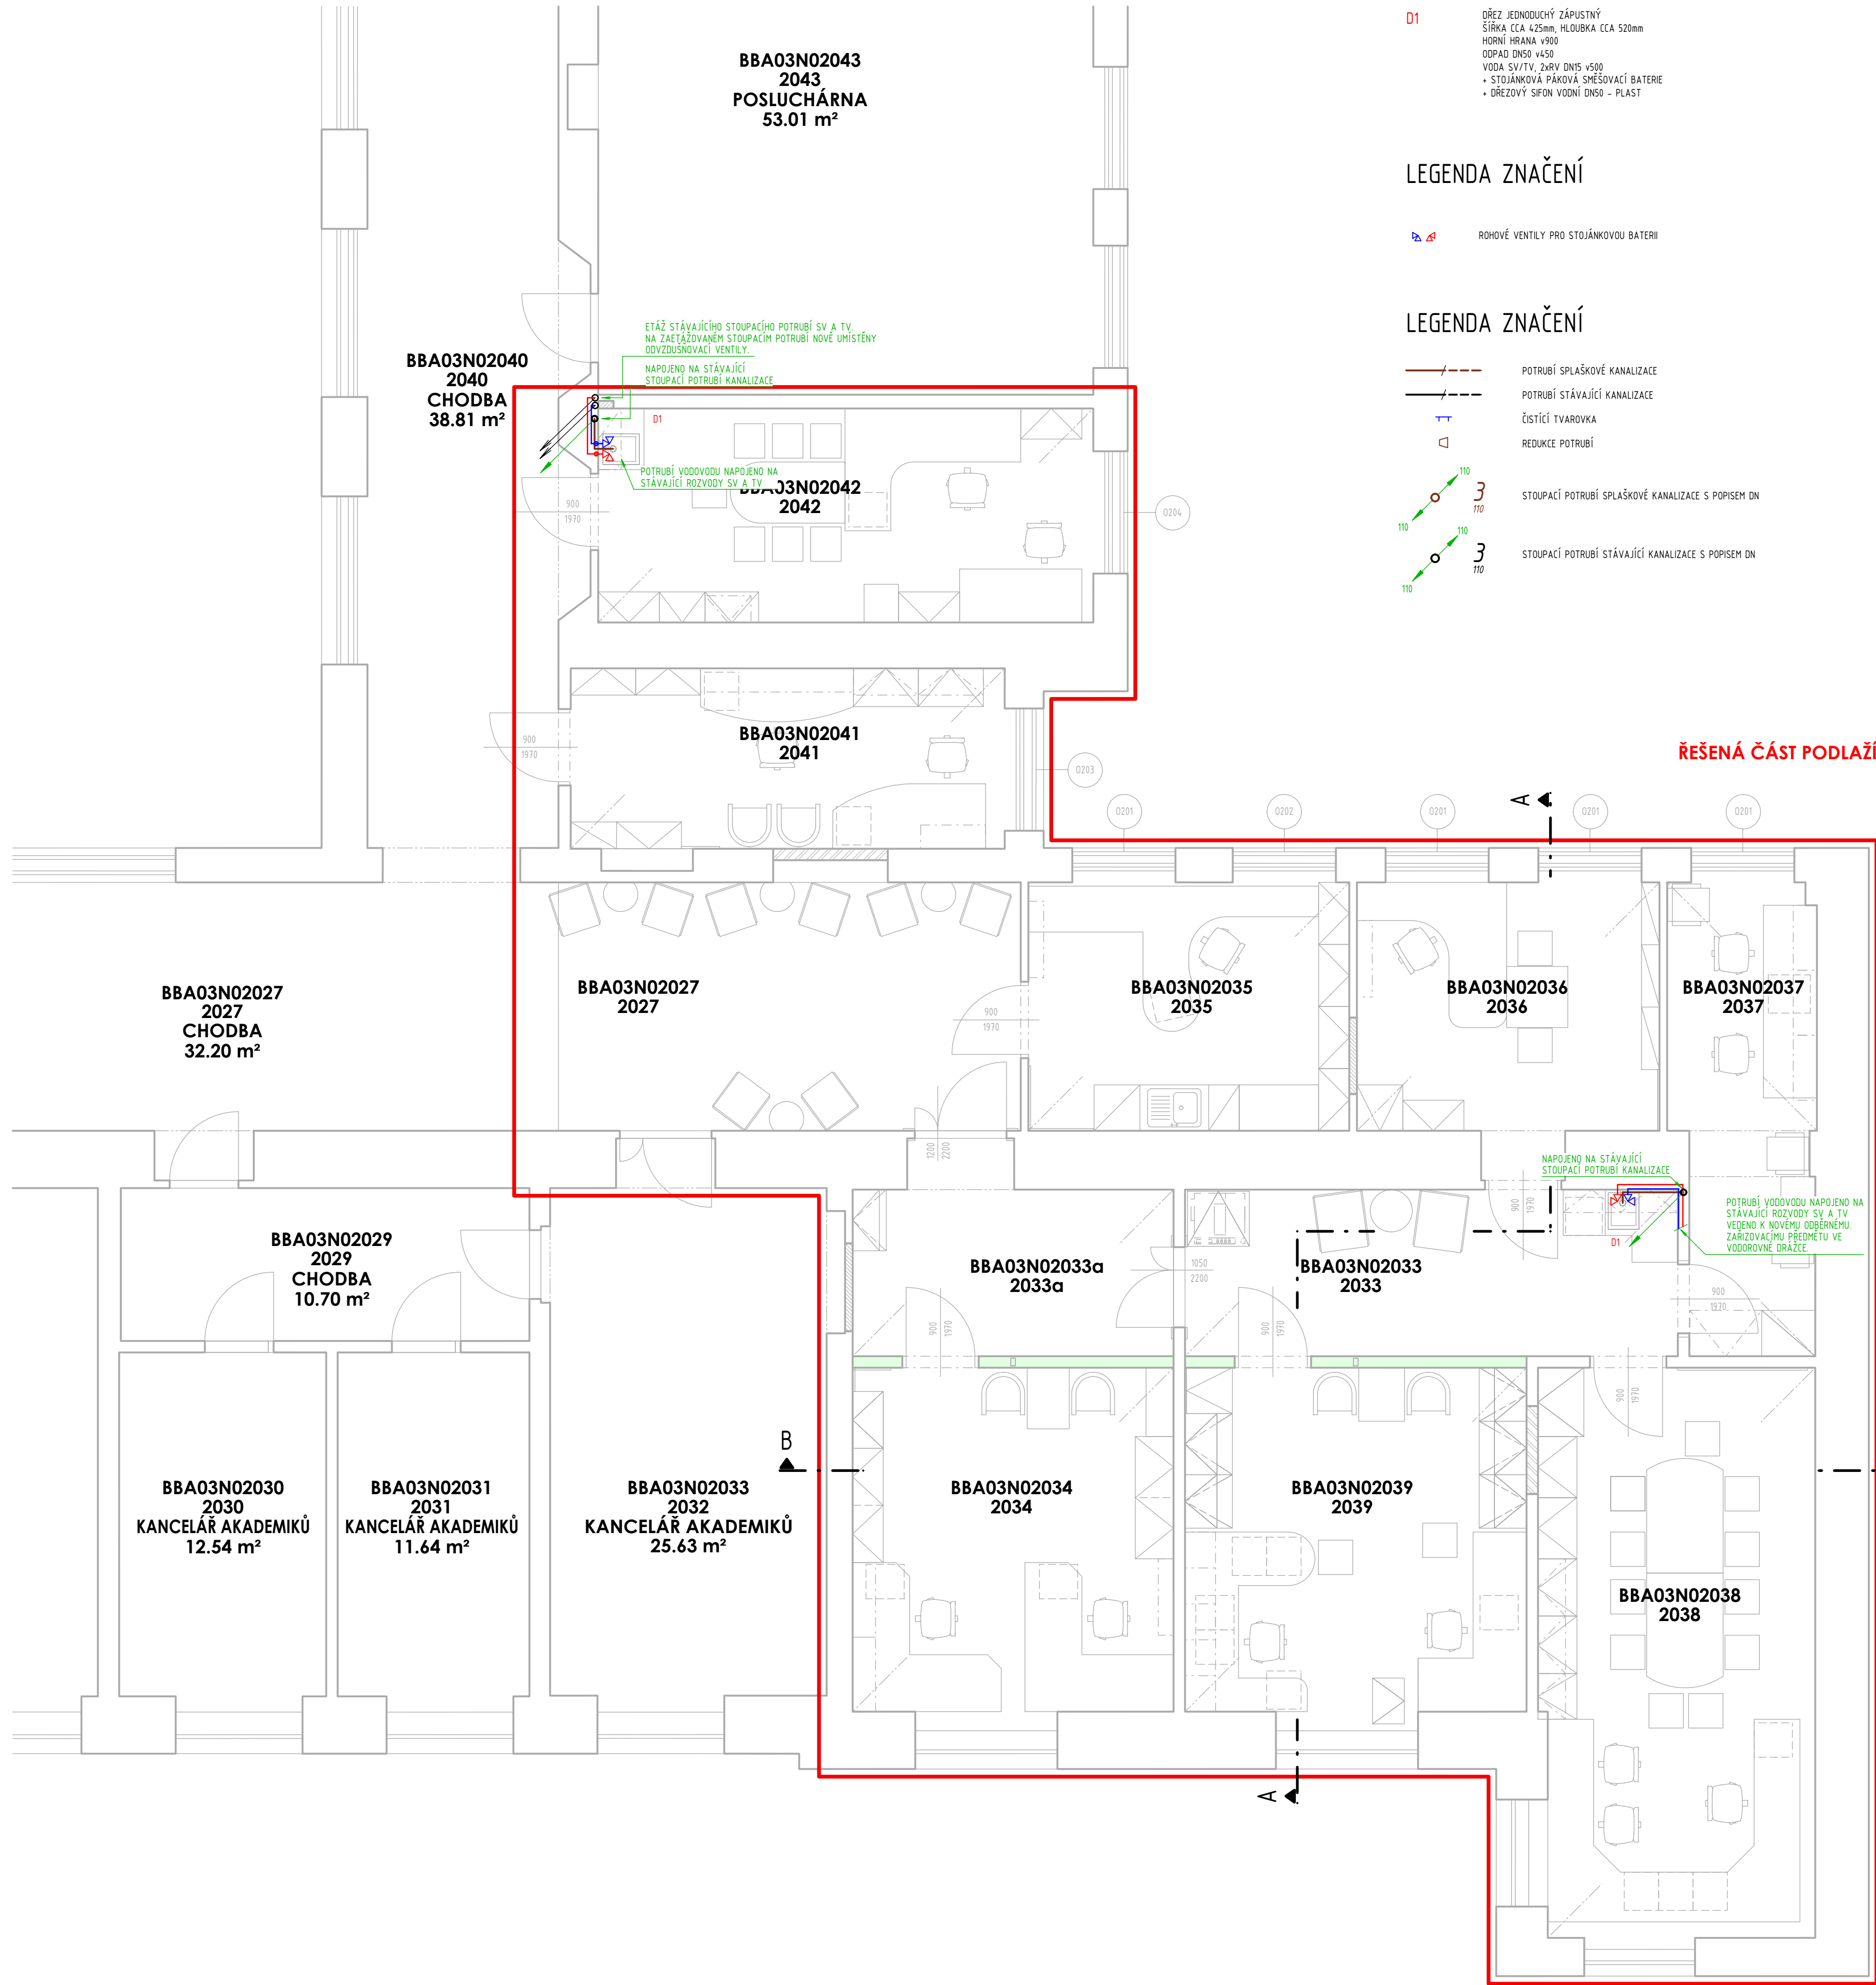 D1
DŘEZ JEDNODUCHÝ ZÁPUSTNÝ
ŠÍŘKA CCA 425mm, HLOUBKA CCA 520mm
HORNÍ HRANA v900
ODPAD DN50 v450
VODA SV/TV, 2xRV DN15 v500
+ STOJÁNKOVÁ PÁKOVÁ SMĚŠOVACÍ BATERIE
+ DŘEZOVÝ SIFON VODNÍ DN50 - PLAST
LEGENDA ZNAČENÍ
ROHOVÉ VENTILY PRO STOJÁNKOVOU BATERII
LEGENDA ZNAČENÍ
POTRUBÍ SPLAŠKOVÉ KANALIZACE
POTRUBÍ STÁVAJÍCÍ KANALIZACE
ČISTÍCÍ TVAROVKA
REDUKCE POTRUBÍ
110
110
3
110
STOUPACÍ POTRUBÍ SPLAŠKOVÉ KANALIZACE S POPISEM DN
110
110
3
110
STOUPACÍ POTRUBÍ STÁVAJÍCÍ KANALIZACE S POPISEM DN
BBA03N02043
2043
POSLUCHÁRNA
53.01 m²
ETÁŽ STÁVAJÍCÍHO STOUPACÍHO POTRUBÍ SV A TV.
NA ZAETÁŽOVANÉM STOUPACÍM POTRUBÍ NOVĚ UMÍSTĚNY
ODVZDUŠŇOVACÍ VENTILY.
NAPOJENO NA STÁVAJÍCÍ
STOUPACÍ POTRUBÍ KANALIZACE
BBA03N02040
2040
CHODBA
38.81 m²
D1
POTRUBÍ VODOVODU NAPOJENO NA
STÁVAJÍCÍ ROZVODY SV A TV
BBA03N02042
2042
900
1970
0204
BBA03N02041
2041
900
1970
0203
ŘEŠENÁ ČÁST PODLAŽÍ
0201
0202
0201
A
0201
0201
BBA03N02027
2027
CHODBA
32.20 m²
BBA03N02027
2027
900
1970
BBA03N02035
2035
BBA03N02036
2036
BBA03N02037
2037
1200
2200
NAPOJENO NA STÁVAJÍCÍ
STOUPACÍ POTRUBÍ KANALIZACE
900
1970
D1
POTRUBÍ VODOVODU NAPOJENO NA
STÁVAJÍCÍ ROZVODY SV A TV
VEDENO K NOVÉMU ODBĚRNÉMU.
ZAŘIZOVACÍMU PŘEDMĚTU VE
VODOROVNÉ DRÁŽCE.
BBA03N02029
2029
CHODBA
10.70 m²
BBA03N02033a
2033a
1050
2200
BBA03N02033
2033
900
1970
900
1970
900
1970
900
1970
B
BBA03N02030
2030
KANCELÁŘ AKADEMIKŮ
12.54 m²
BBA03N02031
2031
KANCELÁŘ AKADEMIKŮ
11.64 m²
BBA03N02033
2032
KANCELÁŘ AKADEMIKŮ
25.63 m²
BBA03N02034
2034
BBA03N02039
2039
BBA03N02038
2038
A